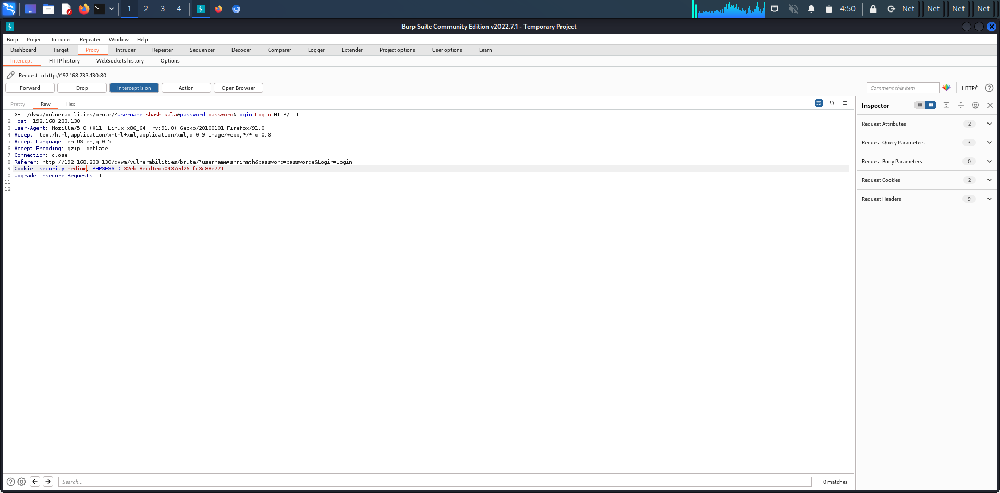 1 2 3 4 4:50 Net Net Net Net
Burp Suite Community Edition v2022.7.1 - Temporary Project
Burp Project Intruder Repeater Window Help
Dashboard Target Proxy Intruder Repeater Sequencer Decoder Comparer Logger Extender Project options User options Learn
Intercept HTTP history WebSockets history Options
Request to http://192.168.233.130:80
Forward Drop Intercept is on Action Open Browser Comment this item HTTP/1 ?
Pretty Raw Hex \n Inspector
1 GET /dvwa/vulnerabilities/brute/?username=shashikala&password=password&Login=Login HTTP/1.1
2 Host: 192.168.233.130
3 User-Agent: Mozilla/5.0 (X11; Linux x86_64; rv:91.0) Gecko/20100101 Firefox/91.0
4 Accept: text/html,application/xhtml+xml,application/xml;q=0.9,image/webp,*/*;q=0.8
5 Accept-Language: en-US,en;q=0.5
6 Accept-Encoding: gzip, deflate
7 Connection: close
8 Referer: http://192.168.233.130/dvwa/vulnerabilities/brute/?username=shrinath&password=passworde&Login=Login
9 Cookie: security=medium; PHPSESSID=32eb13ecd1ed50437ed261fc3c88e771
10 Upgrade-Insecure-Requests: 1
11
12
Request Attributes 2
Request Query Parameters 3
Request Body Parameters 0
Request Cookies 2
Request Headers 9
? Search... 0 matches